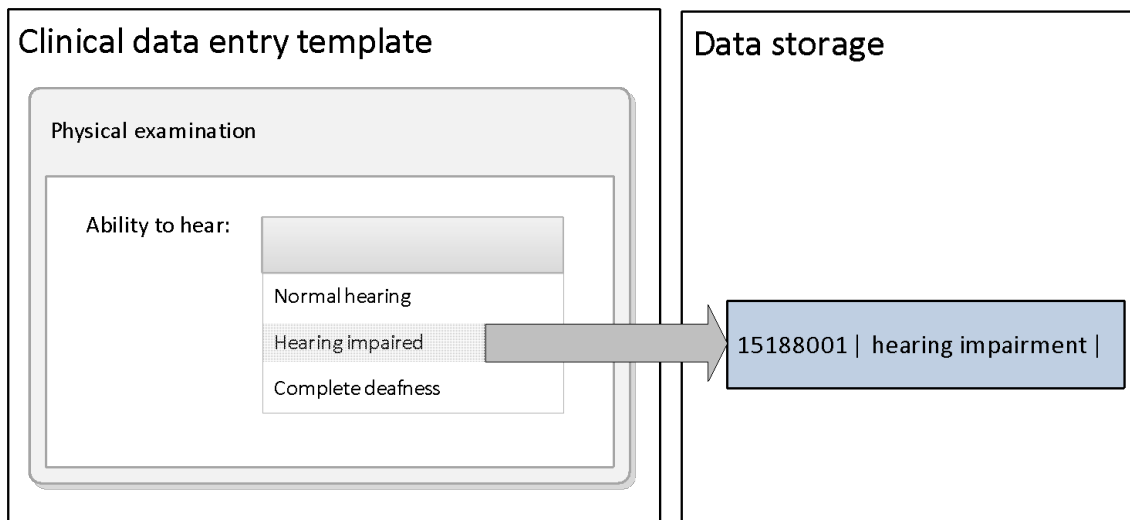 Clinical data entry template
Physical examination
Ability to hear:
Normal hearing
Hearing impaired
Complete deafness
Data storage
15188001 | hearing impairment |